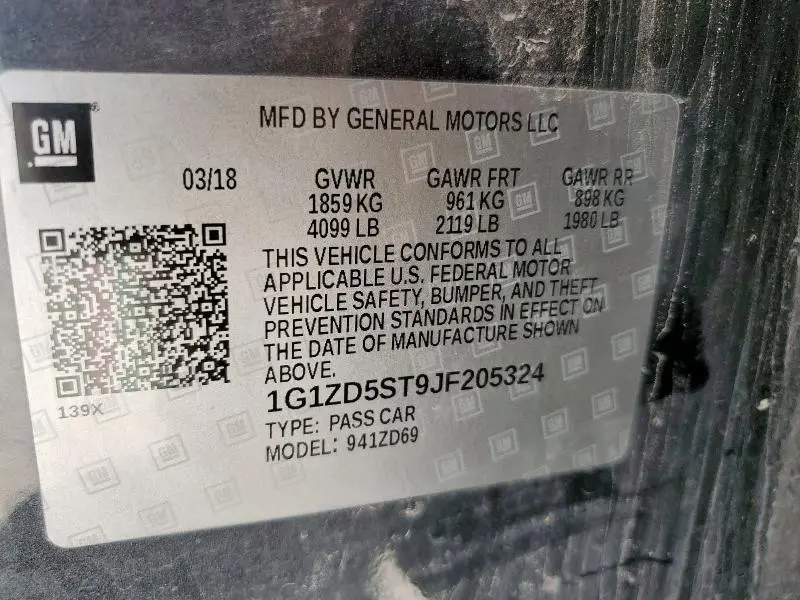 GM
MFD BY GENERAL MOTORS LLC
03/18 GVWR GAWR FRT GAWR RR
1859 KG 961 KG 898 KG
4099 LB 2119 LB 1980 LB
THIS VEHICLE CONFORMS TO ALL
APPLICABLE U.S. FEDERAL MOTOR
VEHICLE SAFETY, BUMPER, AND THEFT
PREVENTION STANDARDS IN EFFECT ON
THE DATE OF MANUFACTURE SHOWN
ABOVE.
1G1ZD5ST9JF205324
139X
TYPE: PASS CAR
MODEL: 941ZD69